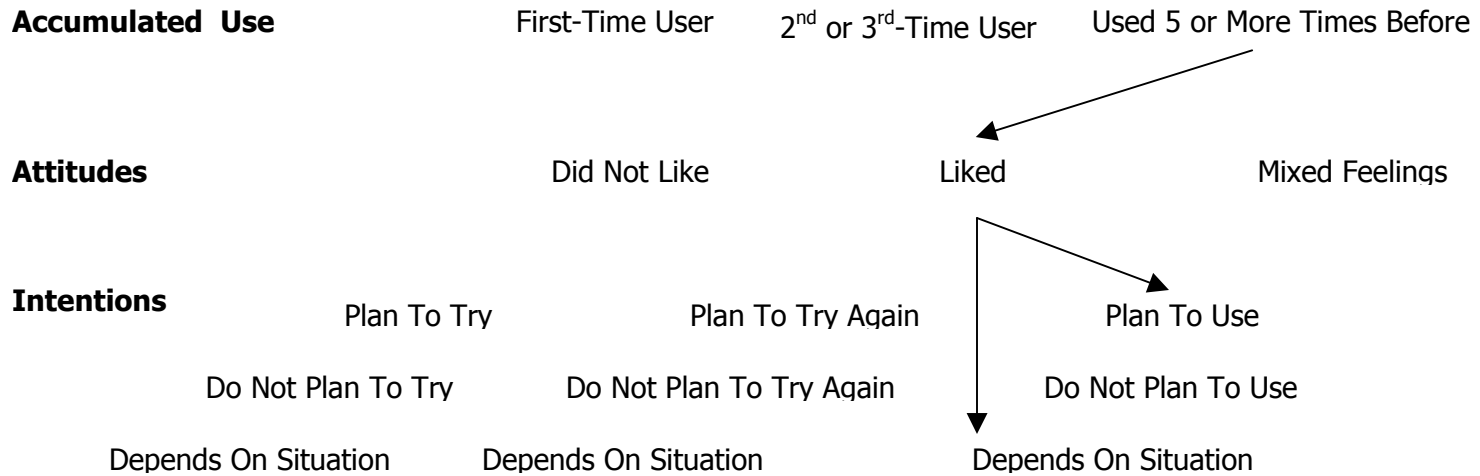 Accumulated Use First-Time User 2nd or 3rd-Time User Used 5 or More Times Before
Attitudes Did Not Like Liked Mixed Feelings
Intentions Plan To Try Plan To Try Again Plan To Use
Do Not Plan To Try Do Not Plan To Try Again Do Not Plan To Use
Depends On Situation Depends On Situation Depends On Situation